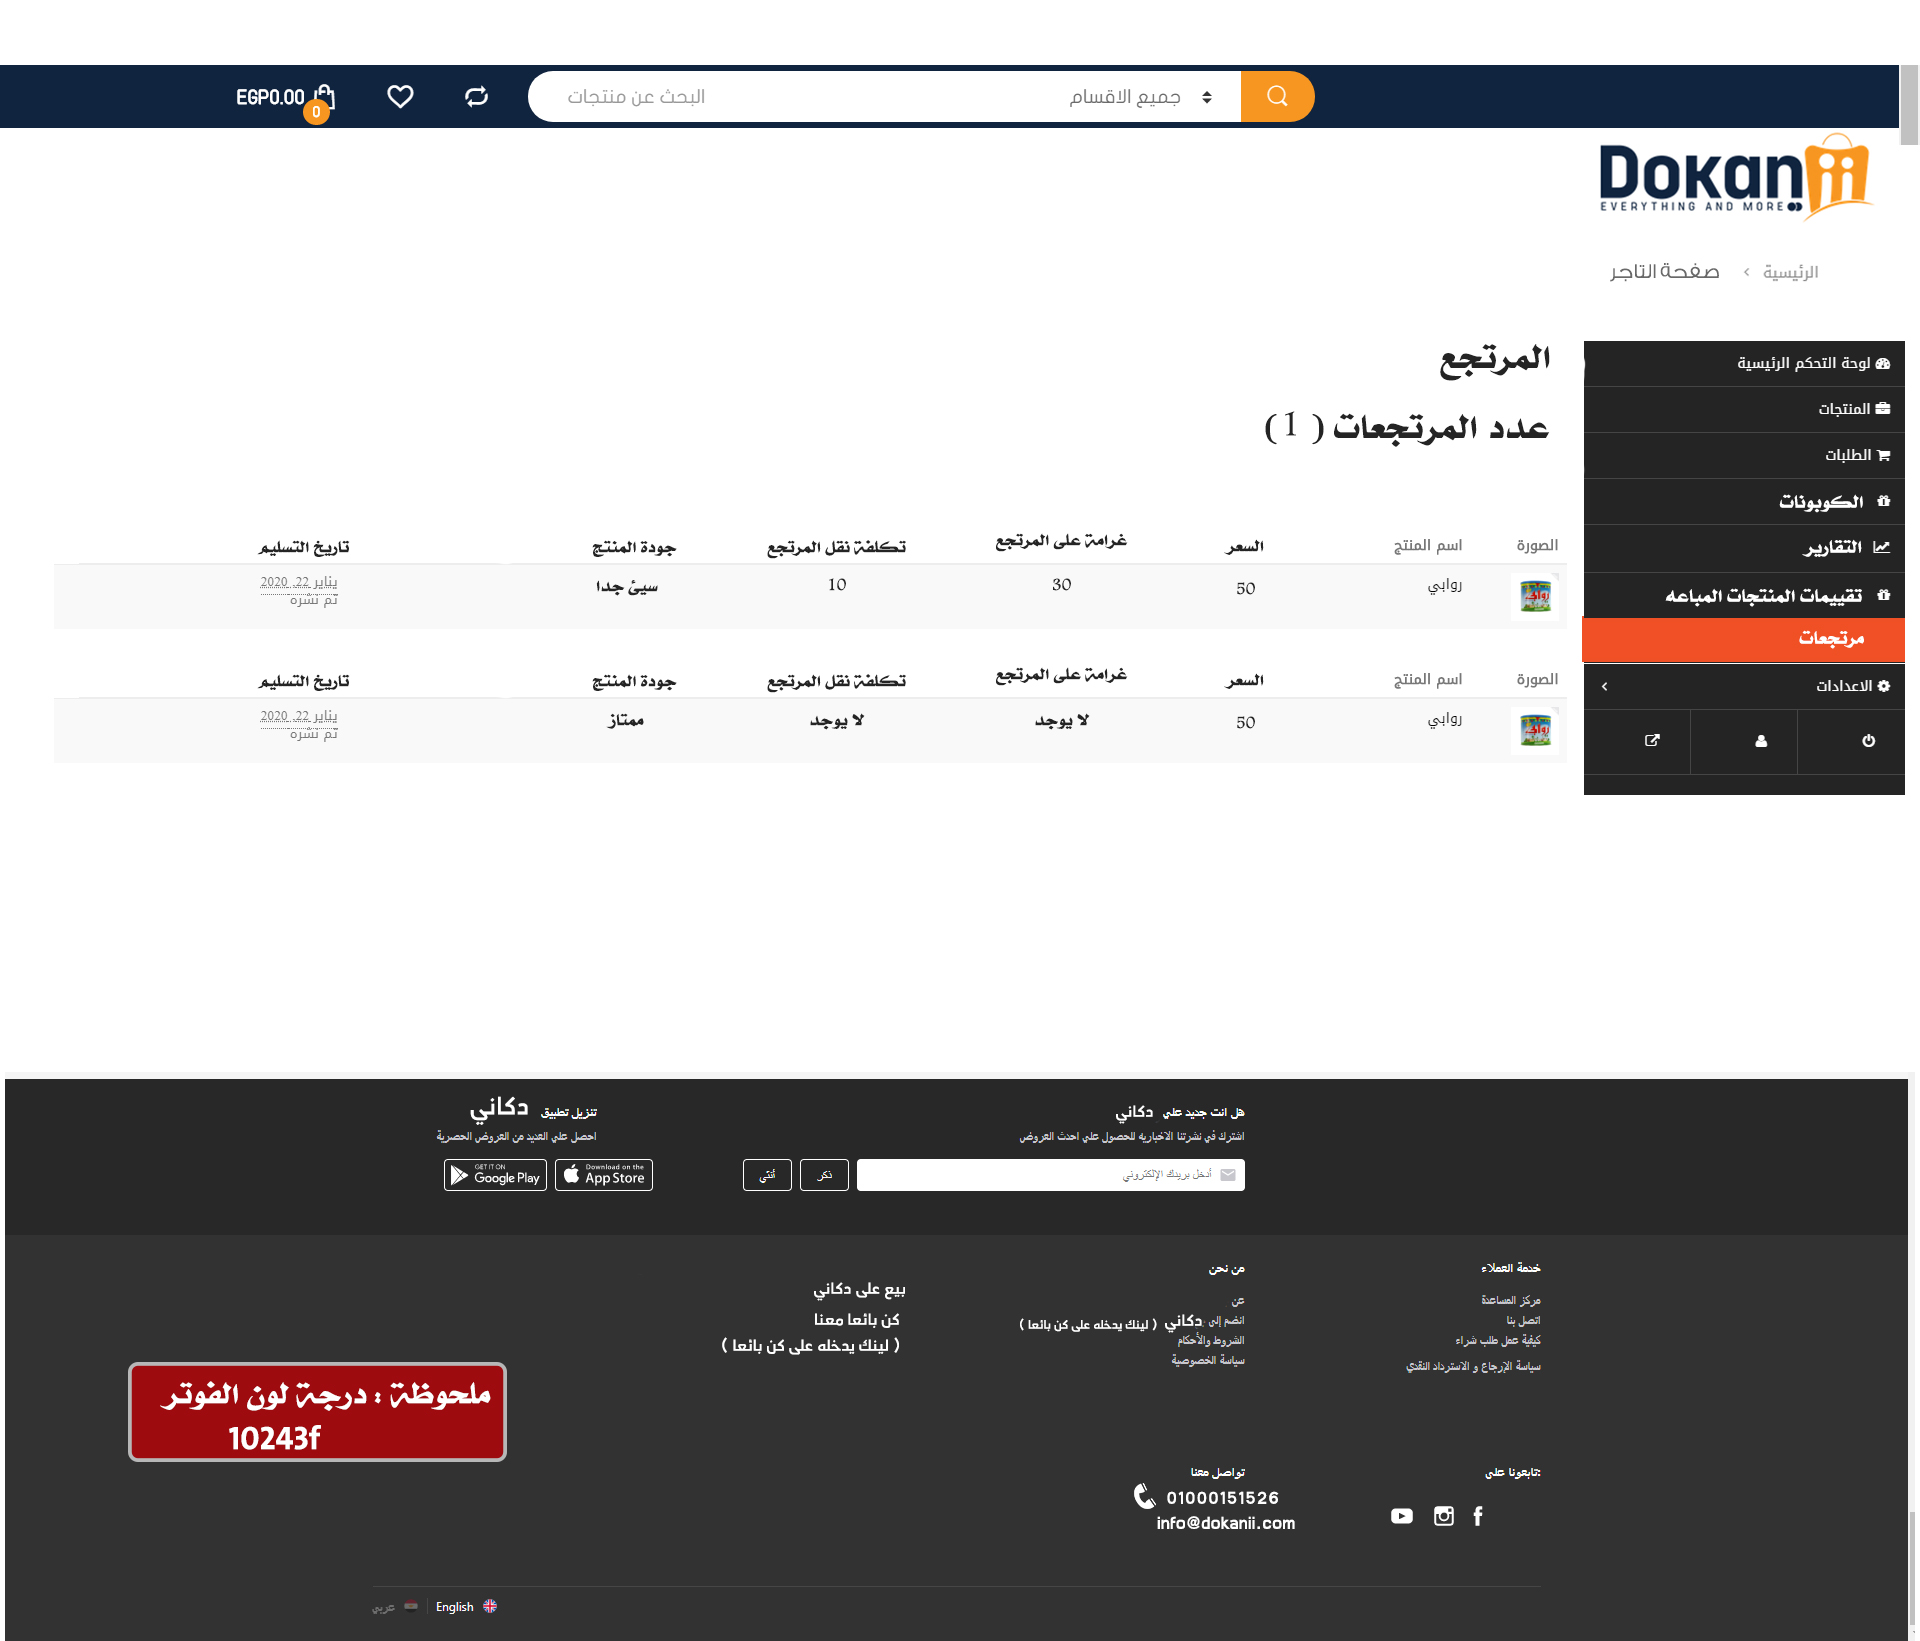 EGP0.00
0
البحث عن منتجات
جميع الاقسام
Dokanii
EVERYTHING AND MORE
الرئيسية > صفحة التاجر
لوحة التحكم الرئيسية
المنتجات
الطلبات
الكوبونات
التقارير
تقييمات المنتجات المباعه
مرتجعات
الاعدادات
المرتجع
عدد المرتجعات ( 1 )
الصورة اسم المنتج السعر غرامة على المرتجع تكلفة نقل المرتجع جودة المنتج تاريخ التسليم
روابي 50 30 10 سيئ جدا يناير 22, 2020
تم نشره
الصورة اسم المنتج السعر غرامة على المرتجع تكلفة نقل المرتجع جودة المنتج تاريخ التسليم
روابي 50 لا يوجد لا يوجد ممتاز يناير 22, 2020
تم نشره
هل انت جديد علي دكاني
اشترك في نشرتنا الاخباريه للحصول علي احدث العروض
أدخل بريدك الإلكتروني
ذكر
أنثي
تنزيل تطبيق دكاني
احصل علي العديد من العروض الحصرية
Download on the
App Store
GET IT ON
Google Play
خدمة العملاء
مركز المساعدة
اتصل بنا
كيفية عمل طلب شراء
سياسة الإرجاع و الاسترداد النقدي
من نحن
عن
انضم إلى دكاني ( لينك يدخله على كن بائعا )
الشروط والأحكام
سياسة الخصوصية
بيع على دكاني
كن بائعا معنا
( لينك يدخله على كن بائعا )
ملحوظة : درجة لون الفوتر
10243f
تابعونا على:
تواصل معنا
01000151526
info@dokanii.com
English
عربي